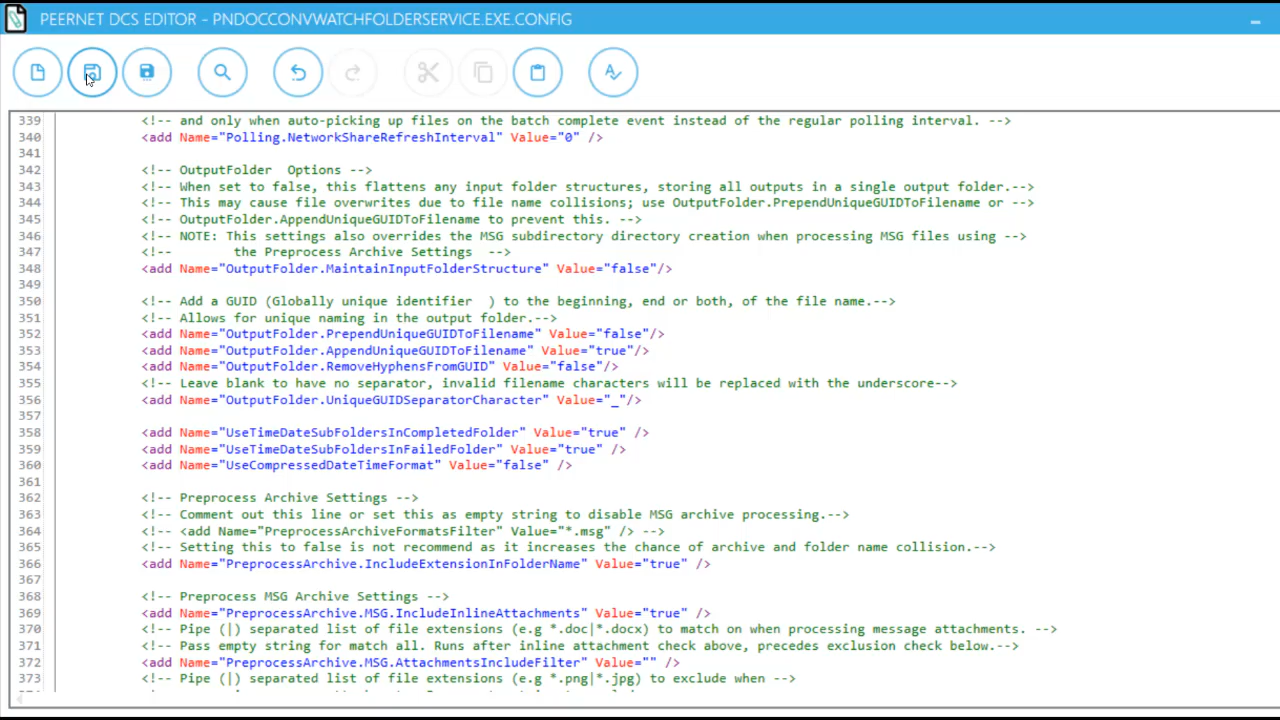 PEERNET DCS EDITOR - PNDOCCONVWATCHFOLDERSERVICE.EXE.CONFIG
339 <!-- and only when auto-picking up files on the batch complete event instead of the regular polling interval. -->
340 <add Name="Polling.NetworkShareRefreshInterval" Value="0" />
341
342 <!-- OutputFolder  Options -->
343 <!-- When set to false, this flattens any input folder structures, storing all outputs in a single output folder.-->
344 <!-- This may cause file overwrites due to file name collisions; use OutputFolder.PrependUniqueGUIDToFilename or -->
345 <!-- OutputFolder.AppendUniqueGUIDToFilename to prevent this. -->
346 <!-- NOTE: This settings also overrides the MSG subdirectory directory creation when processing MSG files using -->
347 <!--        the Preprocess Archive Settings  -->
348 <add Name="OutputFolder.MaintainInputFolderStructure" Value="false"/>
349
350 <!-- Add a GUID (Globally unique identifier  ) to the beginning, end or both, of the file name.-->
351 <!-- Allows for unique naming in the output folder.-->
352 <add Name="OutputFolder.PrependUniqueGUIDToFilename" Value="false"/>
353 <add Name="OutputFolder.AppendUniqueGUIDToFilename" Value="true"/>
354 <add Name="OutputFolder.RemoveHyphensFromGUID" Value="false"/>
355 <!-- Leave blank to have no separator, invalid filename characters will be replaced with the underscore-->
356 <add Name="OutputFolder.UniqueGUIDSeparatorCharacter" Value="_"/>
357
358 <add Name="UseTimeDateSubFoldersInCompletedFolder" Value="true" />
359 <add Name="UseTimeDateSubFoldersInFailedFolder" Value="true" />
360 <add Name="UseCompressedDateTimeFormat" Value="false" />
361
362 <!-- Preprocess Archive Settings -->
363 <!-- Comment out this line or set this as empty string to disable MSG archive processing.-->
364 <!-- <add Name="PreprocessArchiveFormatsFilter" Value="*.msg" /> -->
365 <!-- Setting this to false is not recommend as it increases the chance of archive and folder name collision.-->
366 <add Name="PreprocessArchive.IncludeExtensionInFolderName" Value="true" />
367
368 <!-- Preprocess MSG Archive Settings -->
369 <add Name="PreprocessArchive.MSG.IncludeInlineAttachments" Value="true" />
370 <!-- Pipe (|) separated list of file extensions (e.g *.doc|*.docx) to match on when processing message attachments. -->
371 <!-- Pass empty string for match all. Runs after inline attachment check above, precedes exclusion check below.-->
372 <add Name="PreprocessArchive.MSG.AttachmentsIncludeFilter" Value="" />
373 <!-- Pipe (|) separated list of file extensions (e.g *.png|*.jpg) to exclude when -->